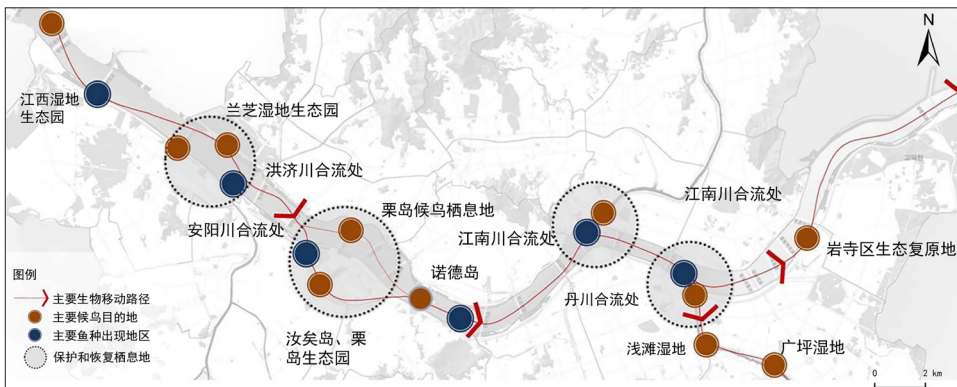 N
江西湿地
生态园
兰芝湿地生态园
洪济川合流处
安阳川合流处
栗岛候鸟栖息地
江南川合流处
江南川合流处
诺德岛
岩寺区生态复原地
丹川合流处
汝矣岛、栗
岛生态园
浅滩湿地
广坪湿地
图例
主要生物移动路径
主要候鸟目的地
主要鱼种出现地区
保护和恢复栖息地
0 2 km